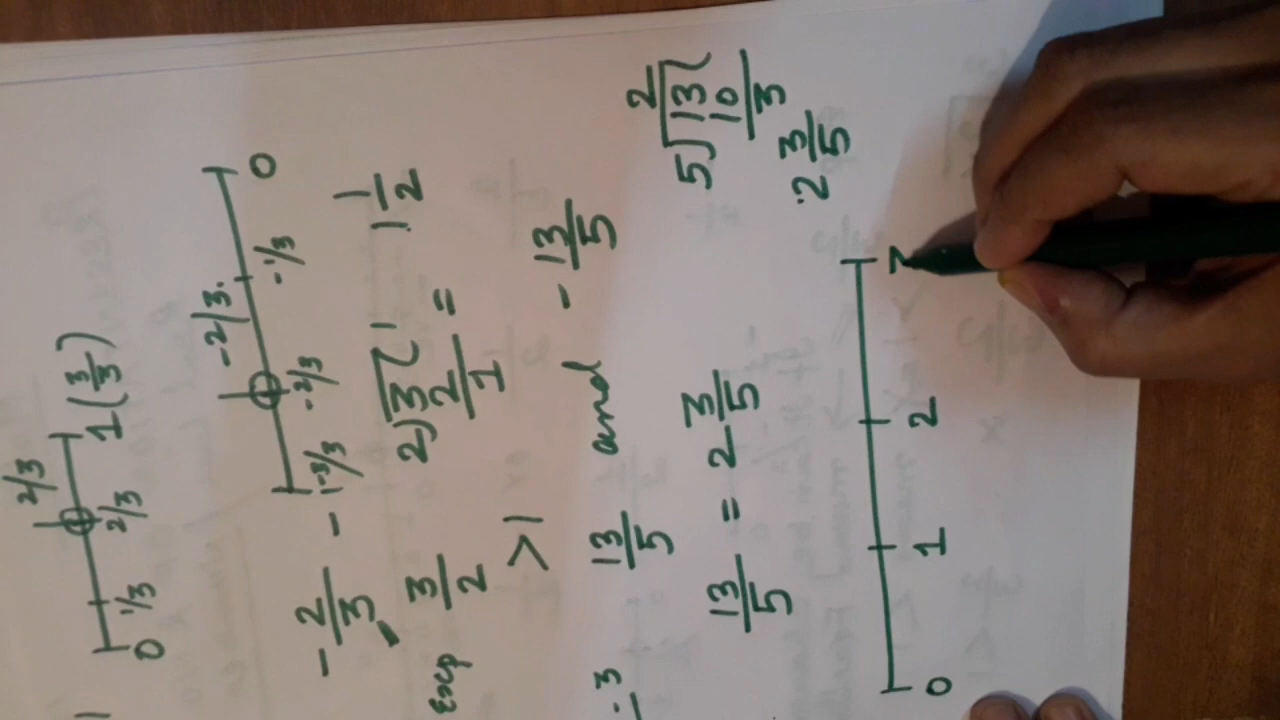 2/3
0 1/3 2/3 1(3/3)
-2/3.
- 2/3 - -3/3 -2/3 -1/3 0
Exp 3/2 2)3(1
2
1 = 1 1/2
>1
13/5 and - 13/5
13/5 = 2 3/5
2
5)13(
10
3
2 3/5
0 1 2